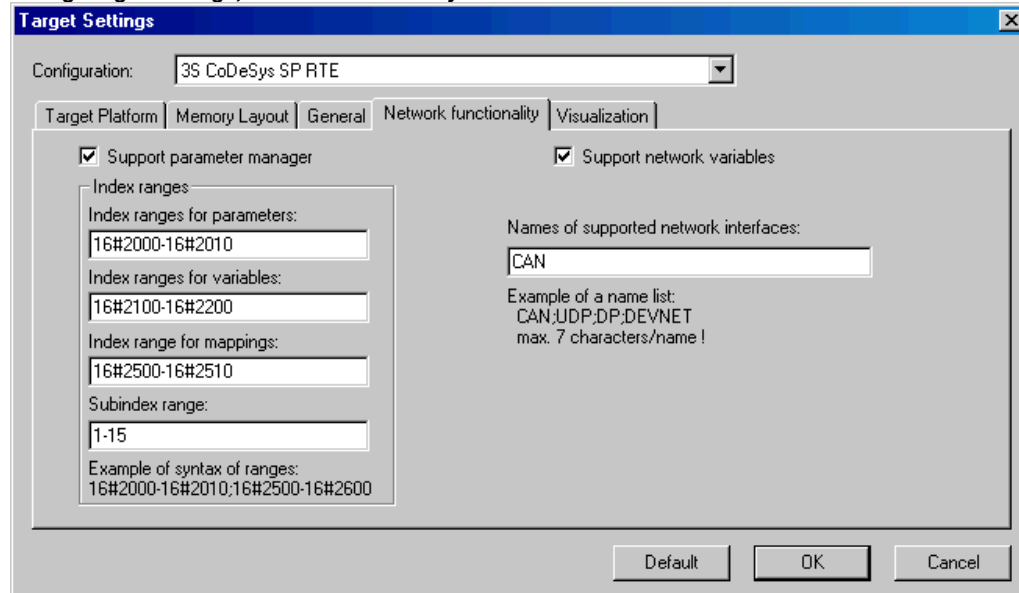 Target Settings
Configuration: 3S CoDeSys SP RTE
Target Platform Memory Layout General Network functionality Visualization
Support parameter manager
Support network variables
Index ranges
Index ranges for parameters:
16#2000-16#2010
Index ranges for variables:
16#2100-16#2200
Index range for mappings:
16#2500-16#2510
Subindex range:
1-15
Example of syntax of ranges:
16#2000-16#2010;16#2500-16#2600
Names of supported network interfaces:
CAN
Example of a name list:
CAN;UDP;DP;DEVNET
max. 7 characters/name !
Default OK Cancel